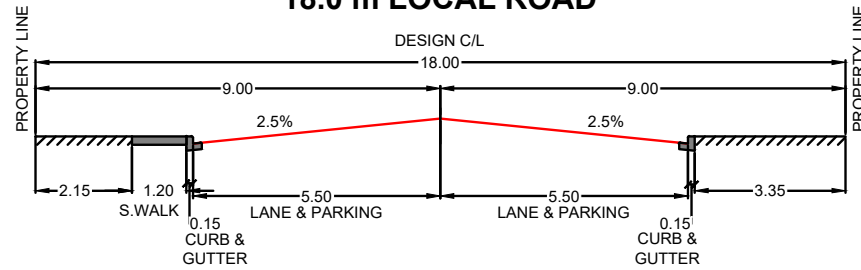 18.0 m LOCAL ROAD
PROPERTY LINE
DESIGN C/L
PROPERTY LINE
18.00
9.00
9.00
2.5%
2.5%
2.15
1.20
5.50
5.50
3.35
S.WALK
LANE & PARKING
LANE & PARKING
0.15
0.15
CURB &
GUTTER
CURB &
GUTTER